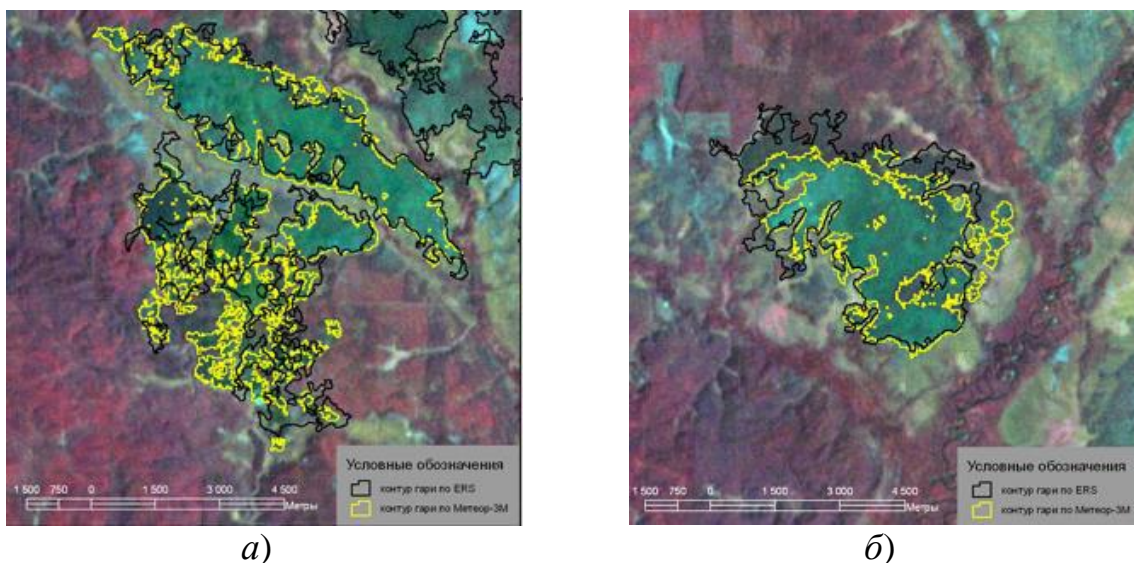 Условные обозначения
контур гари по ERS
контур гари по Метеор-3М
1 500 750 0 1 500 3 000 4 500
Метры
Условные обозначения
контур гари по ERS
контур гари по Метеор-3М
1 500 750 0 1 500 3 000 4 500
Метры
а)
б)